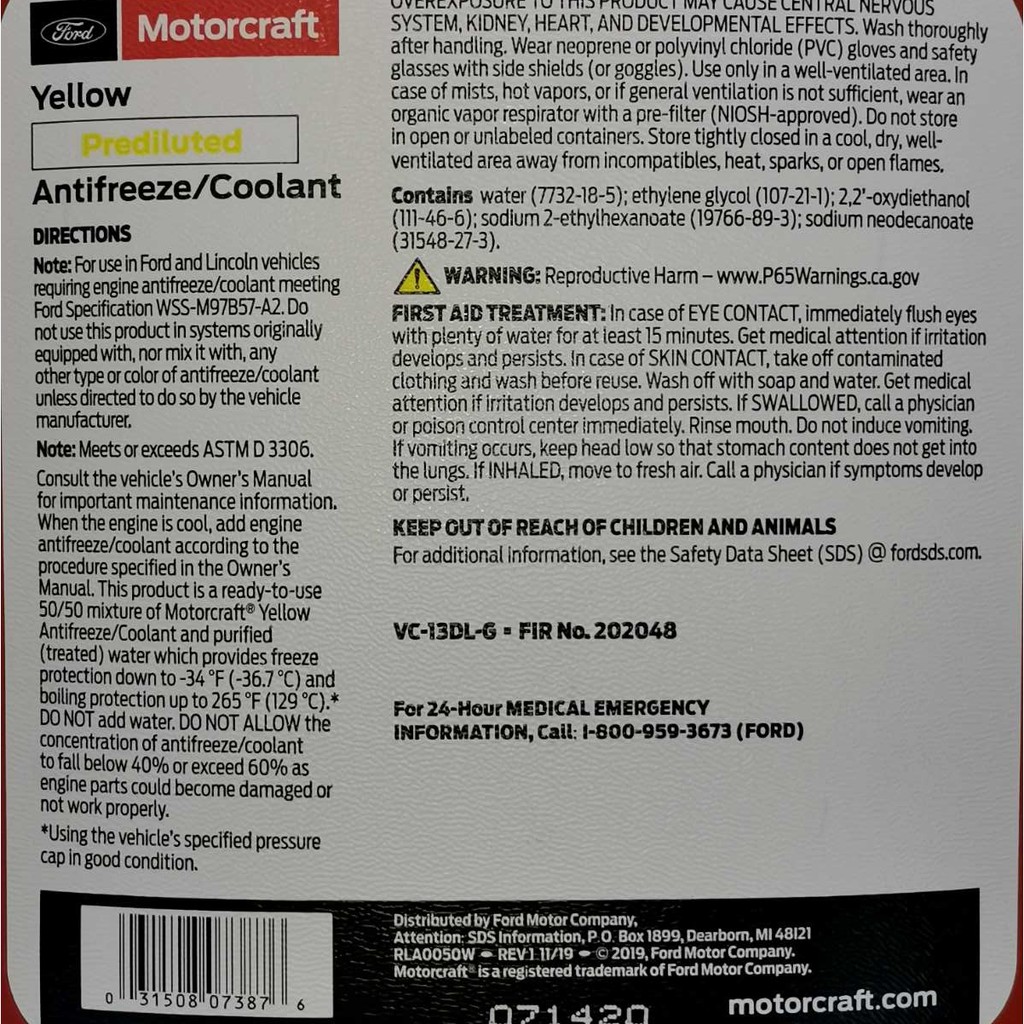 Ford Motorcraft
Yellow
Prediluted
Antifreeze/Coolant
DIRECTIONS
Note: For use in Ford and Lincoln vehicles
requiring engine antifreeze/coolant meeting
Ford Specification WSS-M97B57-A2. Do
not use this product in systems originally
equipped with, nor mix it with, any
other type or color of antifreeze/coolant
unless directed to do so by the vehicle
manufacturer.
Note: Meets or exceeds ASTM D 3306.
Consult the vehicle's Owner's Manual
for important maintenance information.
When the engine is cool, add engine
antifreeze/coolant according to the
procedure specified in the Owner's
Manual. This product is a ready-to-use
50/50 mixture of Motorcraft® Yellow
Antifreeze/Coolant and purified
(treated) water which provides freeze
protection down to -34 °F (-36.7 °C) and
boiling protection up to 265 °F (129 °C).*
DO NOT add water. DO NOT ALLOW the
concentration of antifreeze/coolant
to fall below 40% or exceed 60% as
engine parts could become damaged or
not work properly.
*Using the vehicle's specified pressure
cap in good condition.
OVEREXPOSURE TO THIS PRODUCT MAY CAUSE CENTRAL NERVOUS
SYSTEM, KIDNEY, HEART, AND DEVELOPMENTAL EFFECTS. Wash thoroughly
after handling. Wear neoprene or polyvinyl chloride (PVC) gloves and safety
glasses with side shields (or goggles). Use only in a well-ventilated area. In
case of mists, hot vapors, or if general ventilation is not sufficient, wear an
organic vapor respirator with a pre-filter (NIOSH-approved). Do not store
in open or unlabeled containers. Store tightly closed in a cool, dry, well-
ventilated area away from incompatibles, heat, sparks, or open flames.
Contains water (7732-18-5); ethylene glycol (107-21-1); 2,2'-oxydiethanol
(111-46-6); sodium 2-ethylhexanoate (19766-89-3); sodium neodecanoate
(31548-27-3).
WARNING: Reproductive Harm – www.P65Warnings.ca.gov
FIRST AID TREATMENT: In case of EYE CONTACT, immediately flush eyes
with plenty of water for at least 15 minutes. Get medical attention if irritation
develops and persists. In case of SKIN CONTACT, take off contaminated
clothing and wash before reuse. Wash off with soap and water. Get medical
attention if irritation develops and persists. If SWALLOWED, call a physician
or poison control center immediately. Rinse mouth. Do not induce vomiting.
If vomiting occurs, keep head low so that stomach content does not get into
the lungs. If INHALED, move to fresh air. Call a physician if symptoms develop
or persist.
KEEP OUT OF REACH OF CHILDREN AND ANIMALS
For additional information, see the Safety Data Sheet (SDS) @ fordsds.com.
VC-13DL-G ▪ FIR No. 202048
For 24-Hour MEDICAL EMERGENCY
INFORMATION, Call: 1-800-959-3673 (FORD)
0 31508 07387 6
Distributed by Ford Motor Company,
Attention: SDS Information, P.O. Box 1899, Dearborn, MI 48121
RLA0050W • REV1 11/19 • © 2019, Ford Motor Company.
Motorcraft® is a registered trademark of Ford Motor Company.
071420
motorcraft.com